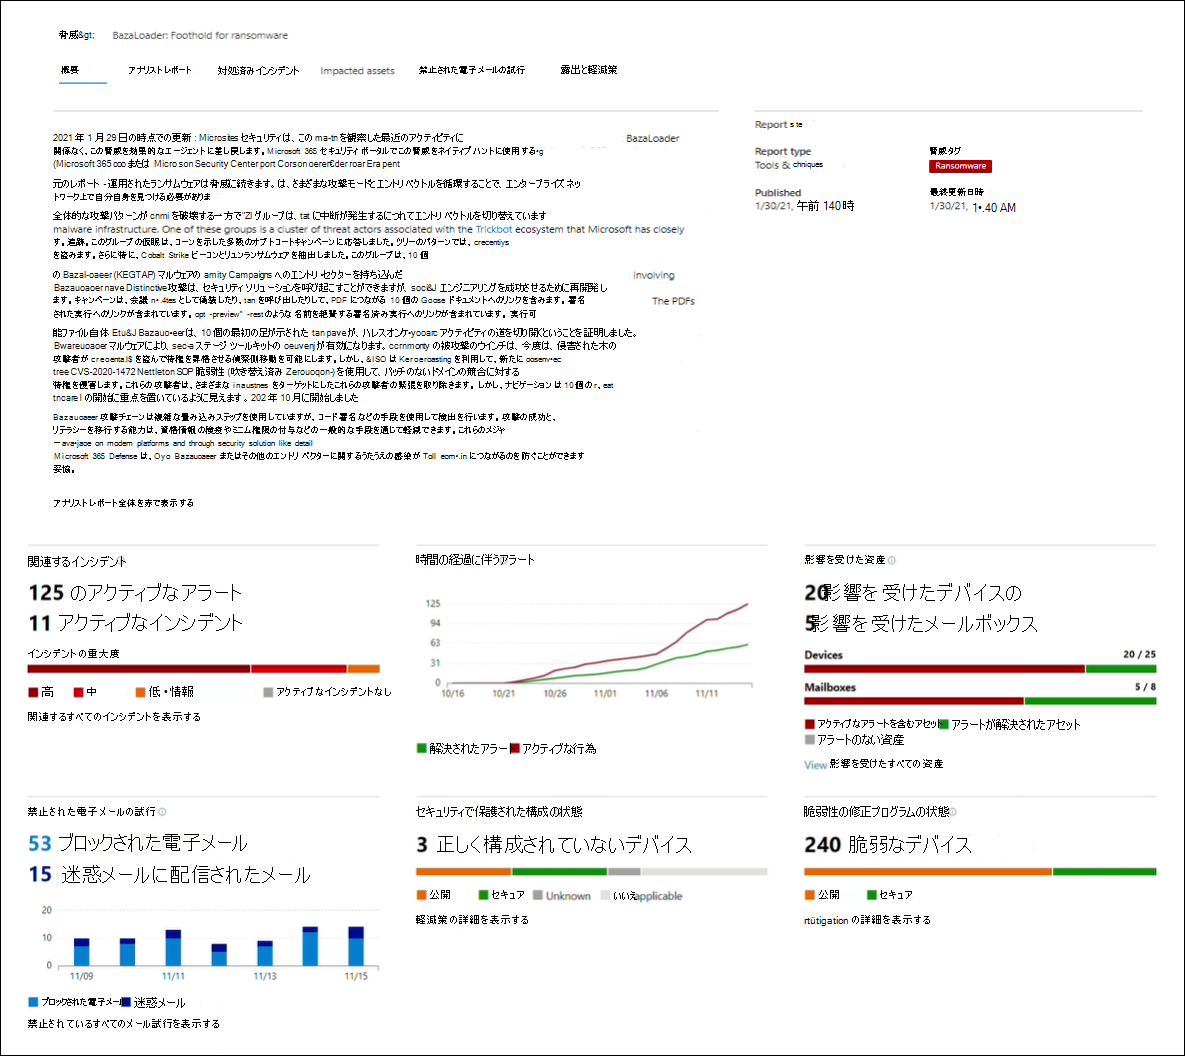 脅威&gt; BazaLoader: Foothold for ransomware
概要 アナリストレポート 対処済みインシデント Impacted assets 禁止された電子メールの試行 露出と軽減策
2021 年 1 月 29 日の時点での更新 : Microsites セキュリティは、この ma-tn を観察した最近のアクティビティに BazaLoader
関係なく、この脅威を効果的なエージェントに差し戻します。Microsoft 365 セキュリティ ポータルでこの脅威をネイティブ ハントに使用する•g
(Microsoft 365 ooo または Micro son Security Center port Corson oerer€der roar Era pent
元のレポート - 運用されたランサムウェアは脅威に続きます。は、さまざまな攻撃モードとエントリ ベクトルを循環することで、エンタープライズ ネッ
トワーク上で自分自身を見つける必要がありま
全体的な攻撃パターンが cnmi を破壊する一方で "ZI グループは、tat に中断が発生するにつれてエントリ ベクトルを切り替えています
malware infrastructure. One of these groups is a cluster of threat actors associated with the Trickbot ecosystem that Microsoft has closely
す。追跡。このグループの仮眠は、コーンを示した多数のオプトコートキャンペーンに応答しました。ツリーのパターンでは、crecentiys
を盗みます。さらに特に、Cobalt Strike ビーコンとリュンランサムウェアを抽出しました。このグループは、10 個
の Bazal-oaeer (KEGTAP) マルウェアの amity Campaigns へのエントリ セクターを持ち込んだ involving
Bazauoaoer nave Distinctive攻撃は、セキュリティ ソリューションを呼び起こすことができますが、soci&J エンジニアリングを成功させるために再開発し
ます。キャンペーンは、会議 n•.4tes として偽装したり、tan を呼び出したりして、PDF につながる 10 個の Goose ドキュメントへのリンクを含みます。署名 The PDFs
された実行へのリンクが含まれています。opt -preview" -restのような 名前を絶賛する署名済み実行へのリンクが含まれています。実行可
能ファイル自体 Etu&J Bazauo•eerは、10 個の最初の足が示された tan pave が、ハレスオンケ•yooarc アクティビティの道を切り開くということを証明しました。
Bwareuoaoer マルウェアにより、sec-a ステージ ツールキットの oeuverj が有効になります。ccrnmonty の被攻撃のウインチは、今度は、侵害された木の
攻撃者が creoenta.l$ を盗んで特権を昇格させる偵察側移動を可能にします。しかし、&ISO は Keroeroasting を利用して、新たに oosenv•ec
tree CVS-2020-1472 Nettleton SOP 脆弱性 (吹き替え済み Zerouoqon-) を使用して、パッチのないドメインの競合に対する
特権を侵害します。これらの攻撃者は、さまざまな inaustnes をターゲットにしたこれらの攻撃者の緊張を取り除きます。しかし、ナビゲーションは 10 個の r、eat
tncare l の開始に重点を置いているように見えます 。202年 10 月に開始しました
Bazauoaeer 攻撃チェーンは複雑な畳み込みステップを使用していますが、コード署名などの手段を使用して検出を行います。攻撃の成功と、
リテラシーを移行する能力は、資格情報の検疫やミニム権限の付与などの一般的な手段を通じて軽減できます。これらのメジャ
ー ava•jaoe on modem platforms and through security solution like detail
Microsoft 365 Defense は、Oyo Bazauoaeer またはその他のエントリ ベクターに関するうたうえの感染が Toll eom•.in につながるのを防ぐことができます
妥協。
アナリストレポート全体を赤で表示する
Report s te
Report type
Tools & chniques
脅威タグ
Ransomware
Published
1/30/21, 午前 140時
最終更新日時
1/30/21, 1•.40 AM
関連するインシデント
125 のアクティブなアラート
11 アクティブなインシデント
インシデントの重大度
高 中 低・情報 アクティブなインシデントなし
関連するすべてのインシデントを表示する
時間の経過に伴うアラート
125
94
63
31
0
10/16 10/21 10/26 11/01 11/06 11/11
解決されたアラート アクティブな行為
影響を受けた資産
20影響を受けたデバイスの
5影響を受けたメールボックス
Devices 20 / 25
Mailboxes 5 / 8
アクティブなアラートを含むアセット アラートが解決されたアセット
アラートのない資産
View 影響を受けたすべての資産
禁止された電子メールの試行
53 ブロックされた電子メール
15 迷惑メールに配信されたメール
20
10
0
11/09 11/11 11/13 11/15
ブロックされた電子メール 迷惑メール
禁止されているすべてのメール試行を表示する
セキュリティで保護された構成の状態
3 正しく構成されていないデバイス
公開 セキュア Unknown いいえapplicable
軽減策の詳細を表示する
脆弱性の修正プログラムの状態
240 脆弱なデバイス
公開 セキュア
rtútigation の詳細を表示する